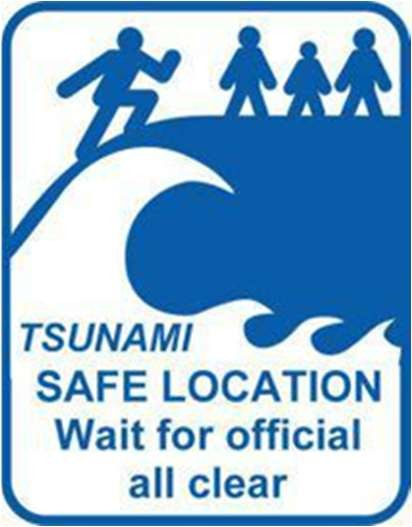 TSUNAMI
SAFE LOCATION
Wait for official
all clear